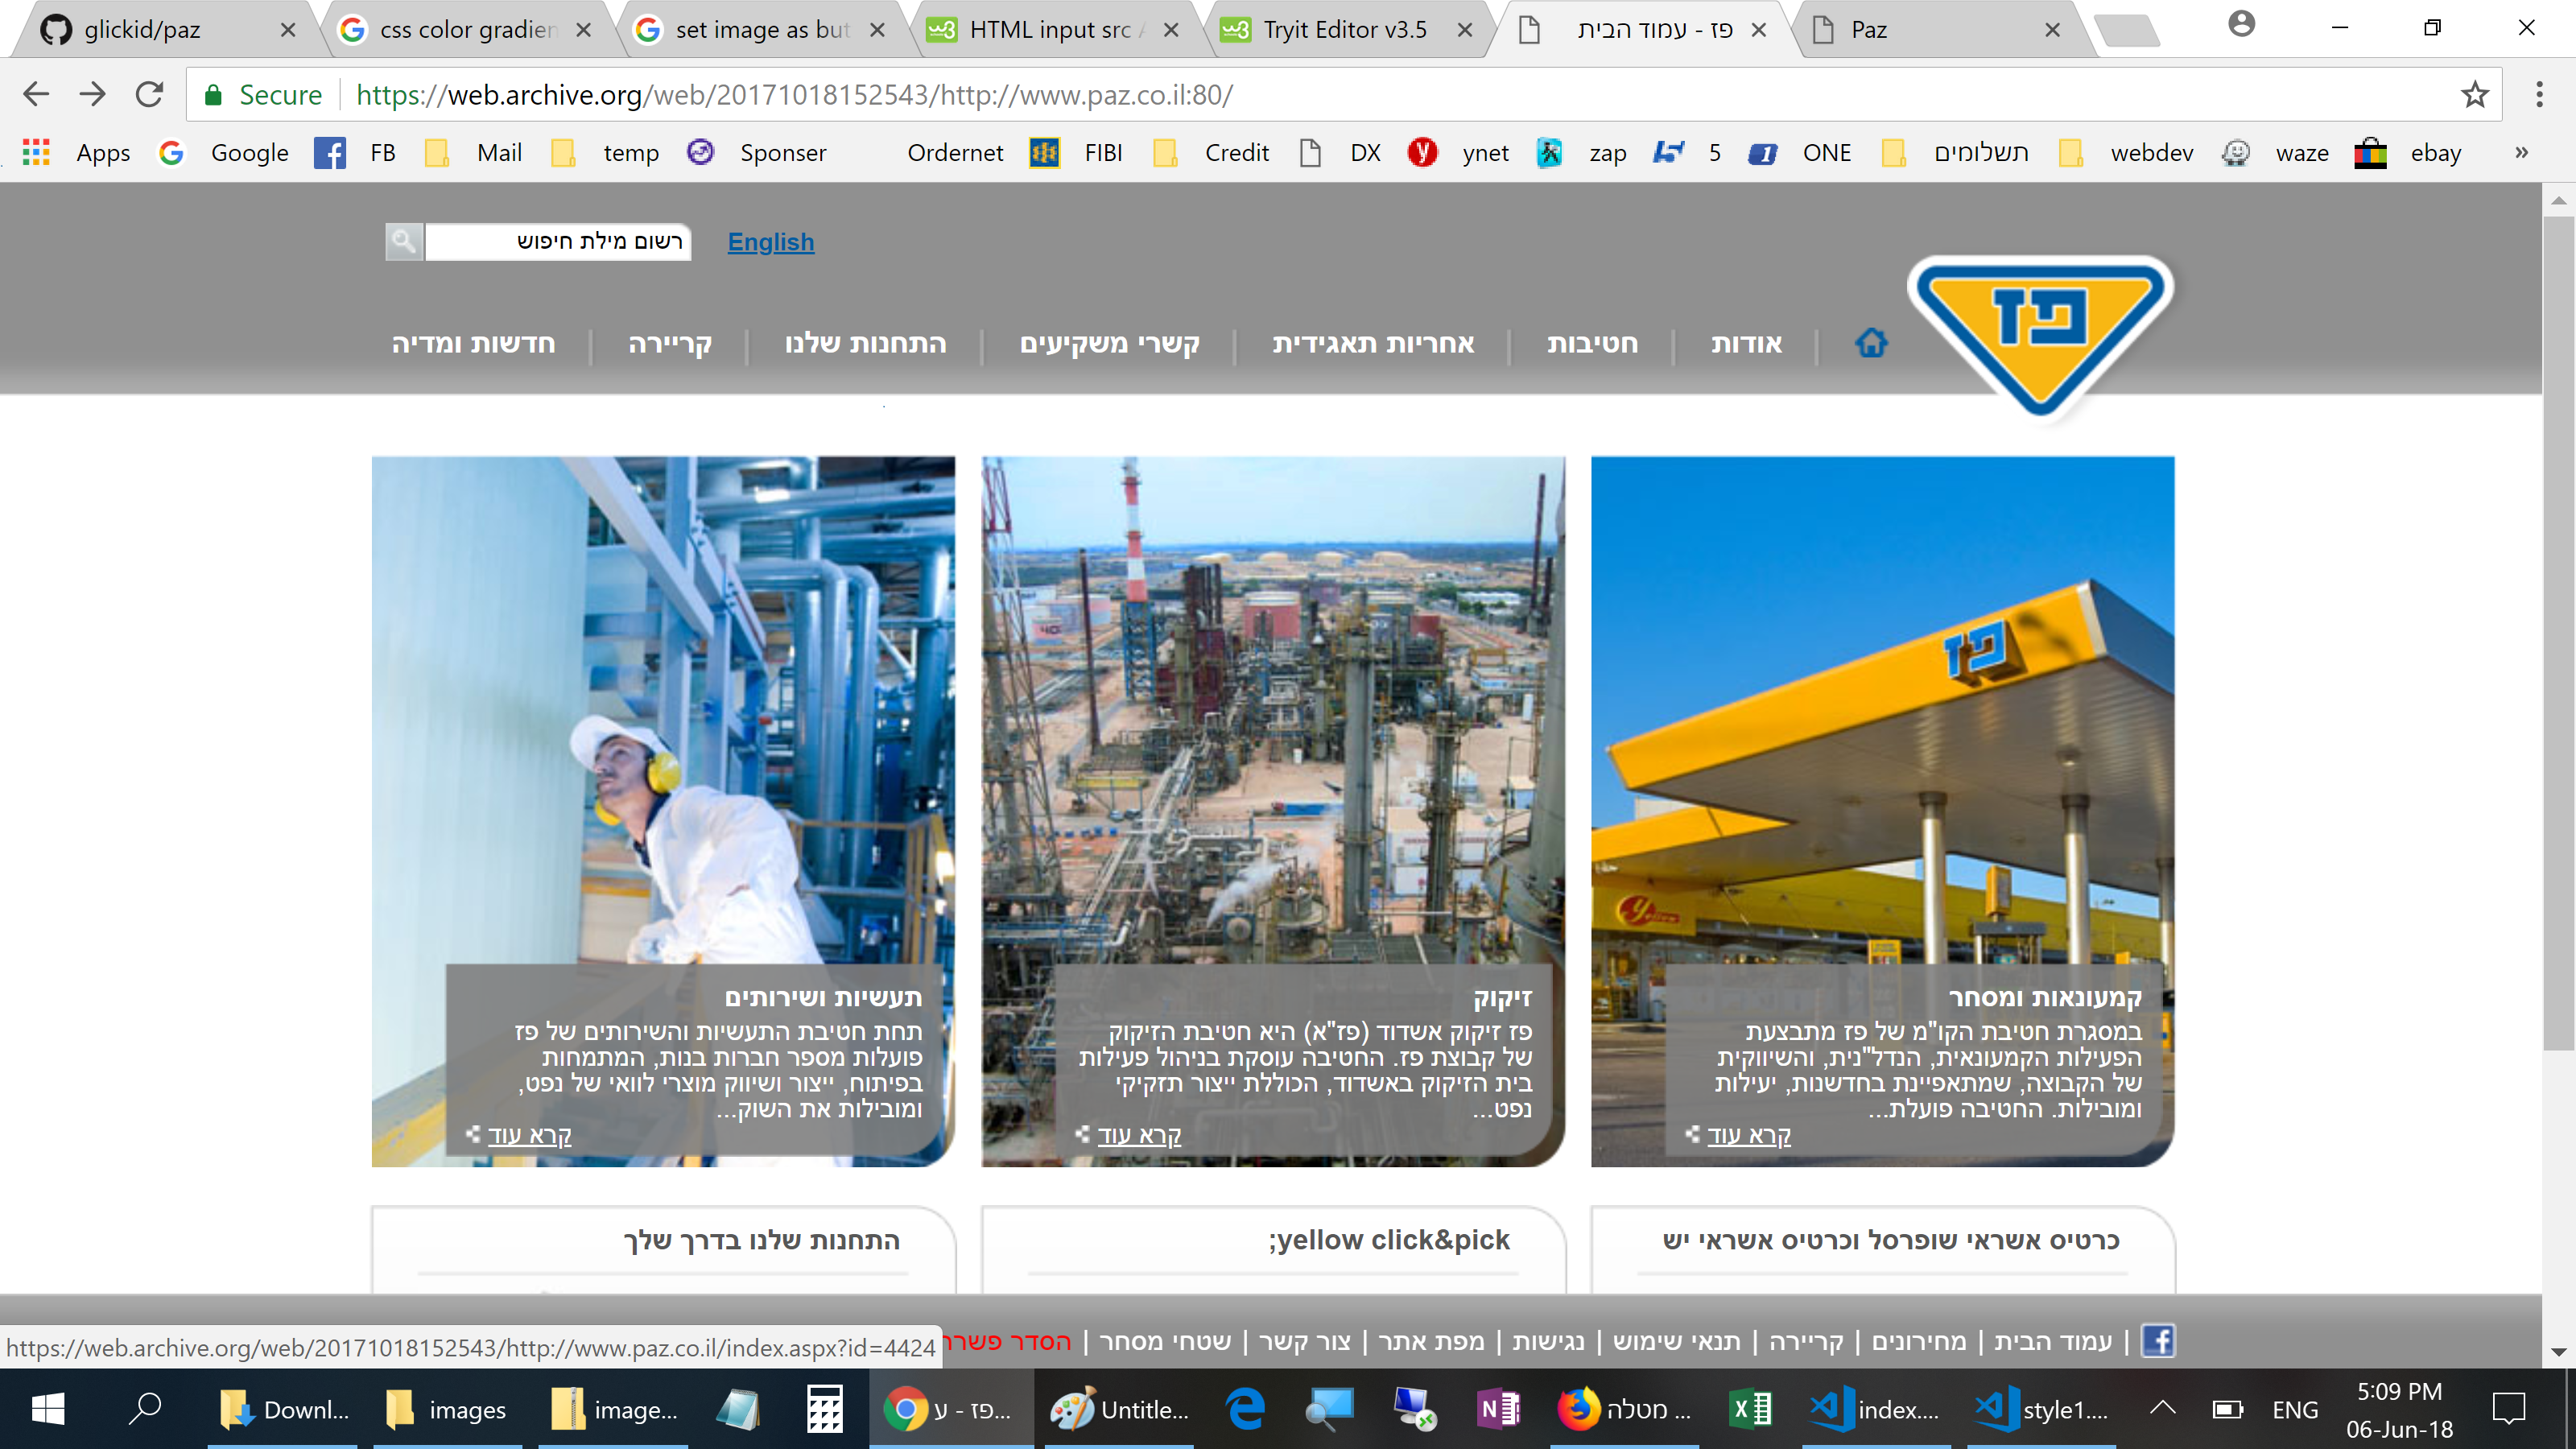 glickid/paz
css color gradien
set image as but
HTML input src A
Tryit Editor v3.5
פז - עמוד הבית
Paz
Secure https://web.archive.org/web/20171018152543/http://www.paz.co.il:80/
Apps Google FB Mail temp Sponser Ordernet FIBI Credit DX ynet zap 5 ONE תשלומים webdev waze ebay »
רשום מילת חיפוש English
פז
אודות | חטיבות | אחריות תאגידית | קשרי משקיעים | התחנות שלנו | קריירה | חדשות ומדיה
פז
Yellow
קמעונאות ומסחר
במסגרת חטיבת הקו"מ של פז מתבצעת
הפעילות הקמעונאית, הנדל"נית, והשיווקית
של הקבוצה, שמתאפיינת בחדשנות, יעילות
ומובילות. החטיבה פועלת...
קרא עוד
זיקוק
פז זיקוק אשדוד (פז"א) היא חטיבת הזיקוק
של קבוצת פז. החטיבה עוסקת בניהול פעילות
בית הזיקוק באשדוד, הכוללת ייצור תזקיקי
נפט...
קרא עוד
תעשיות ושירותים
תחת חטיבת התעשיות והשירותים של פז
פועלות מספר חברות בנות, המתמחות
בפיתוח, ייצור ושיווק מוצרי לוואי של נפט,
ומובילות את השוק...
קרא עוד
כרטיס אשראי שופרסל וכרטיס אשראי יש
yellow click&pick;
התחנות שלנו בדרך שלך
| עמוד הבית | מחירונים | קריירה | תנאי שימוש | נגישות | מפת אתר | צור קשר | שטחי מסחר | הסדר פשרה
https://web.archive.org/web/20171018152543/http://www.paz.co.il/index.aspx?id=4424
Downl...
images
image...
פז - ע...
Untitle...
מטלה ...
index....
style1....
ENG
5:09 PM
06-Jun-18